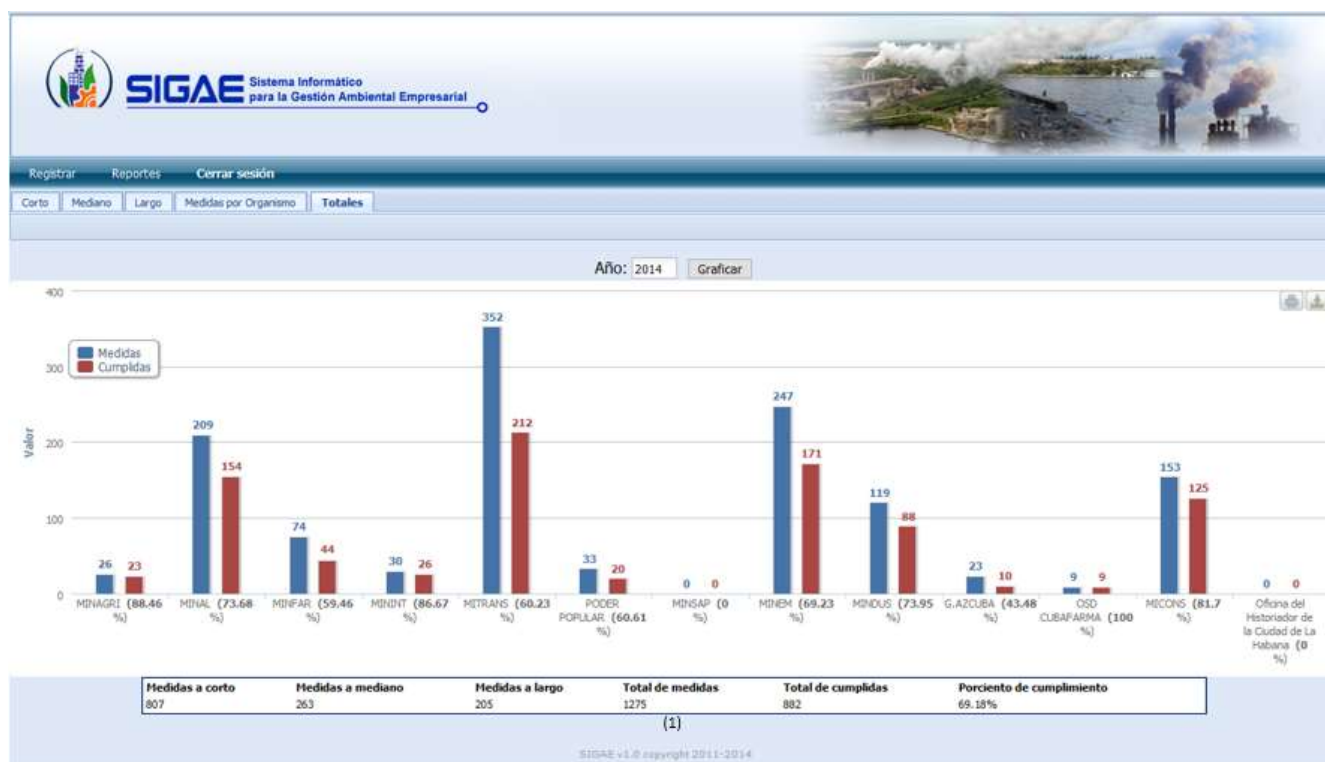 SIGAE Sistema Informático
para la Gestión Ambiental Empresarial
Registrar Reportes Cerrar sesión
Corto Mediano Largo Medidas por Organismo Totales
Año: 2014 Graficar
400
300
200
100
0
Valor
Medidas
Cumplidas
26 23
209 154
74 44
30 26
352 212
33 20
0 0
247 171
119 88
23 10
9 9
153 125
0 0
MINAGRI (88.46
%)
MINAL (73.68
%)
MINFAR (59.46
%)
MININT (86.67
%)
MITRANS (60.23
%)
PODER
POPULAR (60.61
%)
MINSAP (0
%)
MINEM (69.23
%)
MINDUS (73.95
%)
G.AZCUBA (43.48
%)
OSD
CUBAFARMA (100
%)
MICONS (81.7
%)
Oficina del
Historiador de
la Ciudad de La
Habana (0
%)
Medidas a corto Medidas a mediano Medidas a largo Total de medidas Total de cumplidas Porciento de cumplimiento
807 263 205 1275 882 69.18%
(1)
SIGAE v1.0 copyright 2011-2014